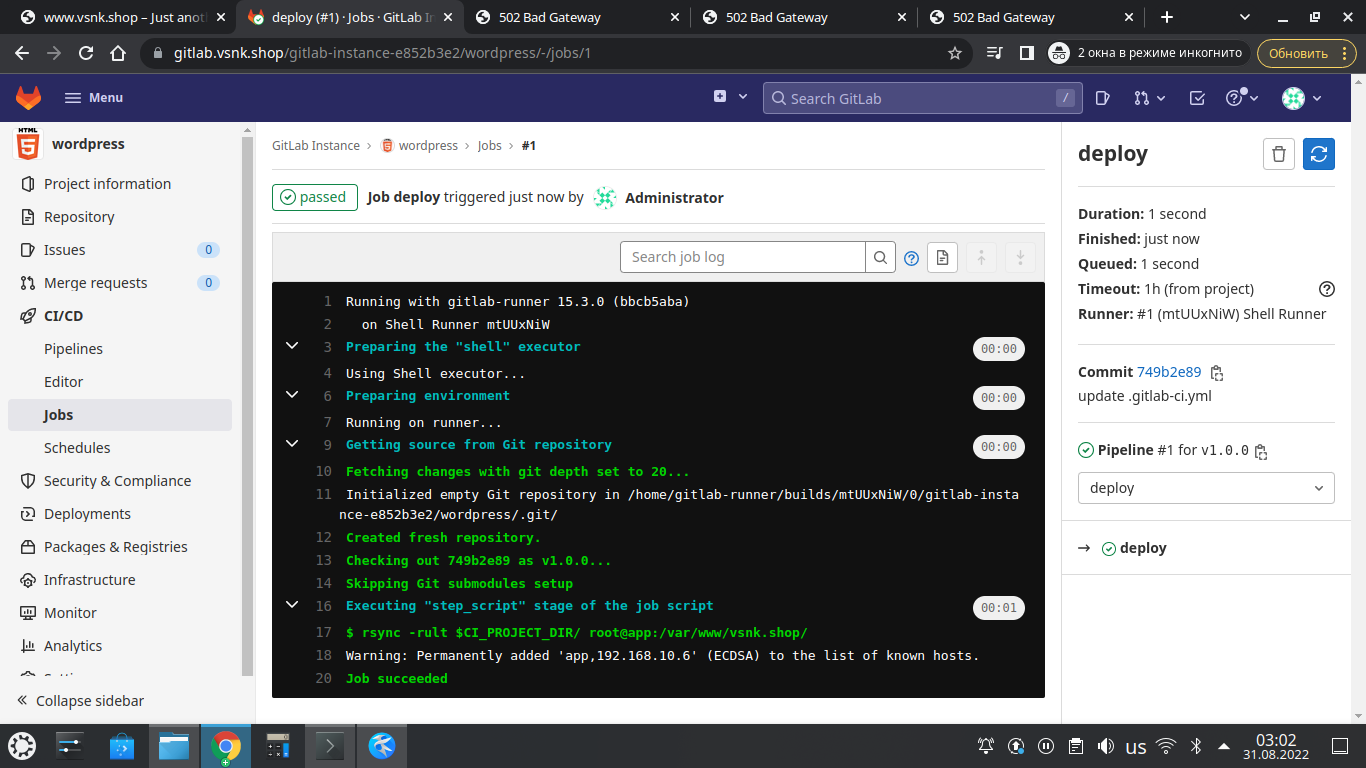 www.vsnk.shop – Just anot
deploy (#1) · Jobs · GitLab In
502 Bad Gateway
502 Bad Gateway
502 Bad Gateway
gitlab.vsnk.shop/gitlab-instance-e852b3e2/wordpress/-/jobs/1
2 окна в режиме инкогнито
Обновить
Menu
Search GitLab
/
HTML
wordpress
Project information
Repository
Issues 0
Merge requests 0
CI/CD
Pipelines
Editor
Jobs
Schedules
Security & Compliance
Deployments
Packages & Registries
Infrastructure
Monitor
Analytics
Collapse sidebar
GitLab Instance › wordpress › Jobs › #1
passed Job deploy triggered just now by Administrator
Search job log
1 Running with gitlab-runner 15.3.0 (bbcb5aba)
2 on Shell Runner mtUUxNiW
3 Preparing the "shell" executor 00:00
4 Using Shell executor...
6 Preparing environment 00:00
7 Running on runner...
9 Getting source from Git repository 00:00
10 Fetching changes with git depth set to 20...
11 Initialized empty Git repository in /home/gitlab-runner/builds/mtUUxNiW/0/gitlab-insta
nce-e852b3e2/wordpress/.git/
12 Created fresh repository.
13 Checking out 749b2e89 as v1.0.0...
14 Skipping Git submodules setup
16 Executing "step_script" stage of the job script 00:01
17 $ rsync -rult $CI_PROJECT_DIR/ root@app:/var/www/vsnk.shop/
18 Warning: Permanently added 'app,192.168.10.6' (ECDSA) to the list of known hosts.
20 Job succeeded
deploy
Duration: 1 second
Finished: just now
Queued: 1 second
Timeout: 1h (from project)
Runner: #1 (mtUUxNiW) Shell Runner
Commit 749b2e89
update .gitlab-ci.yml
Pipeline #1 for v1.0.0
deploy
→ deploy
us
03:02
31.08.2022